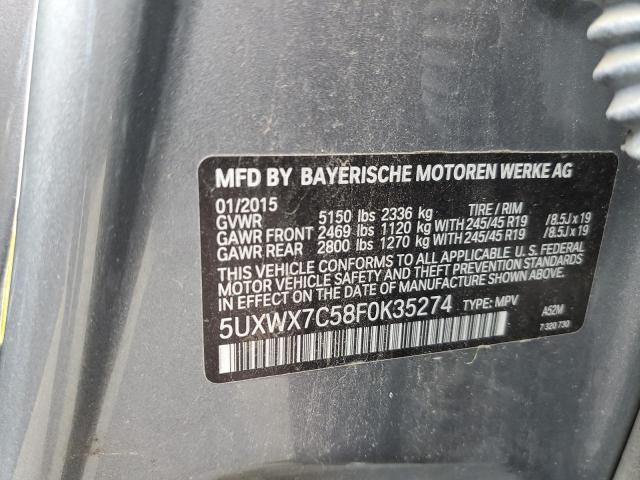 MFD BY BAYERISCHE MOTOREN WERKE AG
01/2015 TIRE / RIM
GVWR 5150 lbs 2336 kg
GAWR FRONT 2469 lbs 1120 kg WITH 245/45 R19 /8.5J x 19
GAWR REAR 2800 lbs 1270 kg WITH 245/45 R19 /8.5J x 19
THIS VEHICLE CONFORMS TO ALL APPLICABLE U. S. FEDERAL
MOTOR VEHICLE SAFETY AND THEFT PREVENTION STANDARDS
IN EFFECT ON THE DATE OF MANUFACTURE SHOWN ABOVE.
5UXWX7C58F0K35274 TYPE: MPV A52M
7 320 730